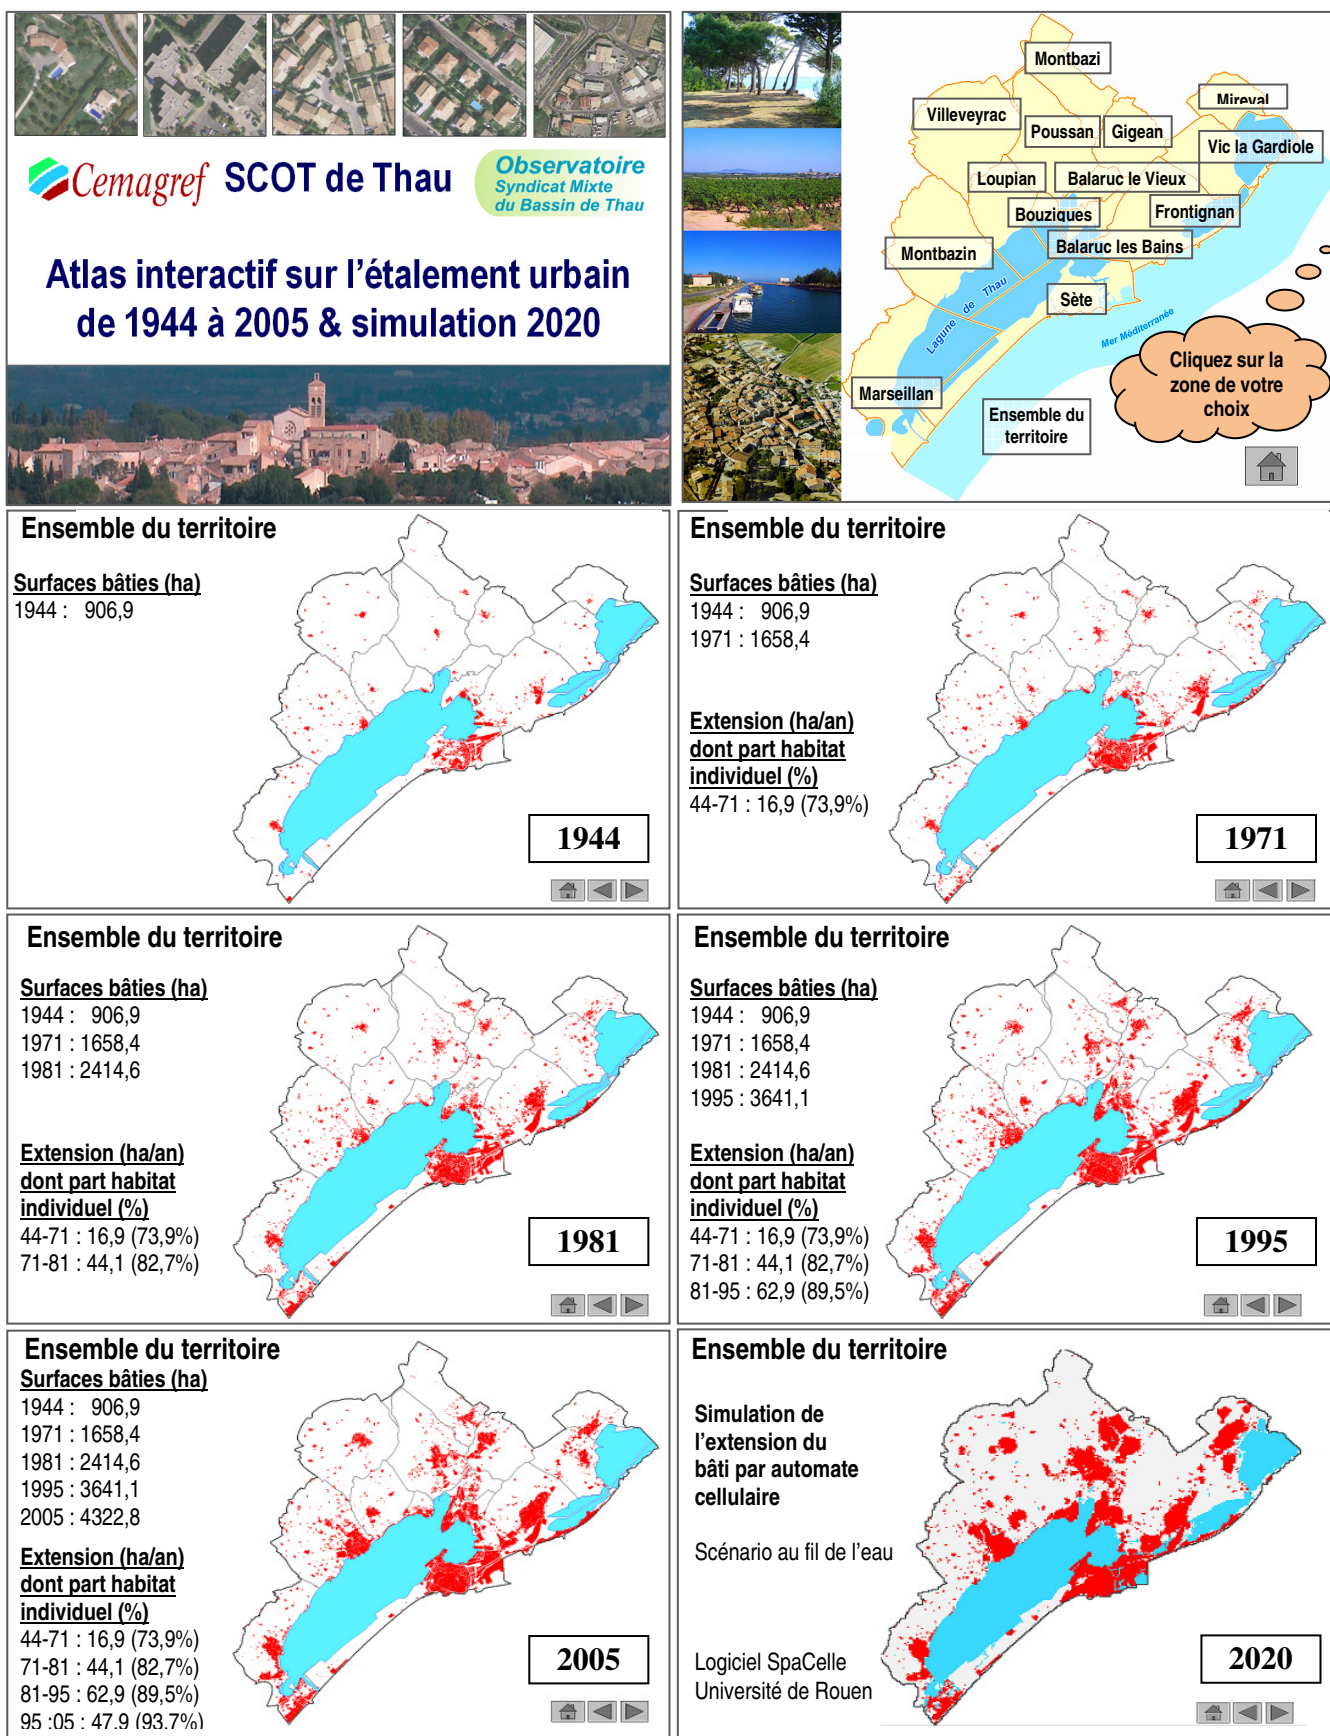 Cemagref SCOT de Thau
Observatoire
Syndicat Mixte
du Bassin de Thau
Atlas interactif sur l'étalement urbain
de 1944 à 2005 & simulation 2020
Montbazi
Mireval
Villeveyrac
Poussan
Gigean
Vic la Gardiole
Loupian
Balaruc le Vieux
Bouzigues
Frontignan
Montbazin
Balaruc les Bains
Sète
Lagune de Thau
Mer Méditerranée
Marseillan
Ensemble du
territoire
Cliquez sur la
zone de votre
choix
Ensemble du territoire
Surfaces bâties (ha)
1944 : 906,9
1944
Ensemble du territoire
Surfaces bâties (ha)
1944 : 906,9
1971 : 1658,4
Extension (ha/an)
dont part habitat
individuel (%)
44-71 : 16,9 (73,9%)
1971
Ensemble du territoire
Surfaces bâties (ha)
1944 : 906,9
1971 : 1658,4
1981 : 2414,6
Extension (ha/an)
dont part habitat
individuel (%)
44-71 : 16,9 (73,9%)
71-81 : 44,1 (82,7%)
1981
Ensemble du territoire
Surfaces bâties (ha)
1944 : 906,9
1971 : 1658,4
1981 : 2414,6
1995 : 3641,1
Extension (ha/an)
dont part habitat
individuel (%)
44-71 : 16,9 (73,9%)
71-81 : 44,1 (82,7%)
81-95 : 62,9 (89,5%)
1995
Ensemble du territoire
Surfaces bâties (ha)
1944 : 906,9
1971 : 1658,4
1981 : 2414,6
1995 : 3641,1
2005 : 4322,8
Extension (ha/an)
dont part habitat
individuel (%)
44-71 : 16,9 (73,9%)
71-81 : 44,1 (82,7%)
81-95 : 62,9 (89,5%)
95 :05 : 47,9 (93,7%)
2005
Ensemble du territoire
Simulation de
l'extension du
bâti par automate
cellulaire
Scénario au fil de l'eau
Logiciel SpaCelle
Université de Rouen
2020